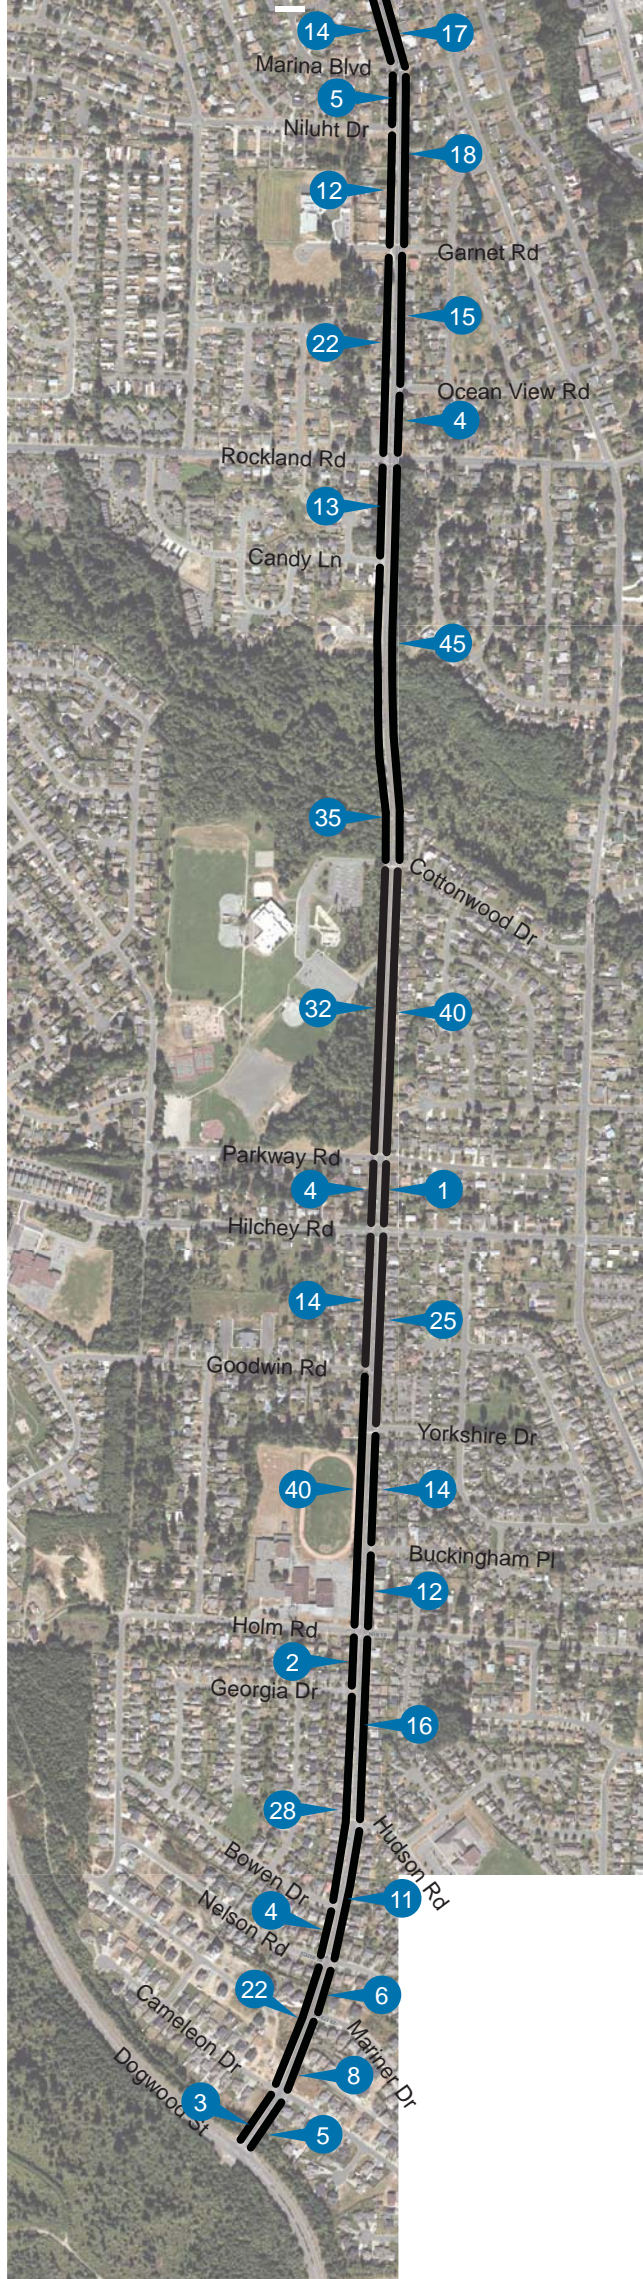 14
17
Marina Blvd
5
Niluht Dr
18
12
Garnet Rd
15
22
Ocean View Rd
4
Rockland Rd
13
Candy Ln
45
35
Cottonwood Dr
32
40
Parkway Rd
4
1
Hilchey Rd
14
25
Goodwin Rd
Yorkshire Dr
40
14
Buckingham Pl
12
Holm Rd
2
Georgia Dr
16
28
Hudson Rd
Bowen Dr
11
4
Nelson Rd
22
6
Cameleon Dr
Mariner Dr
8
Dogwood St
3
5